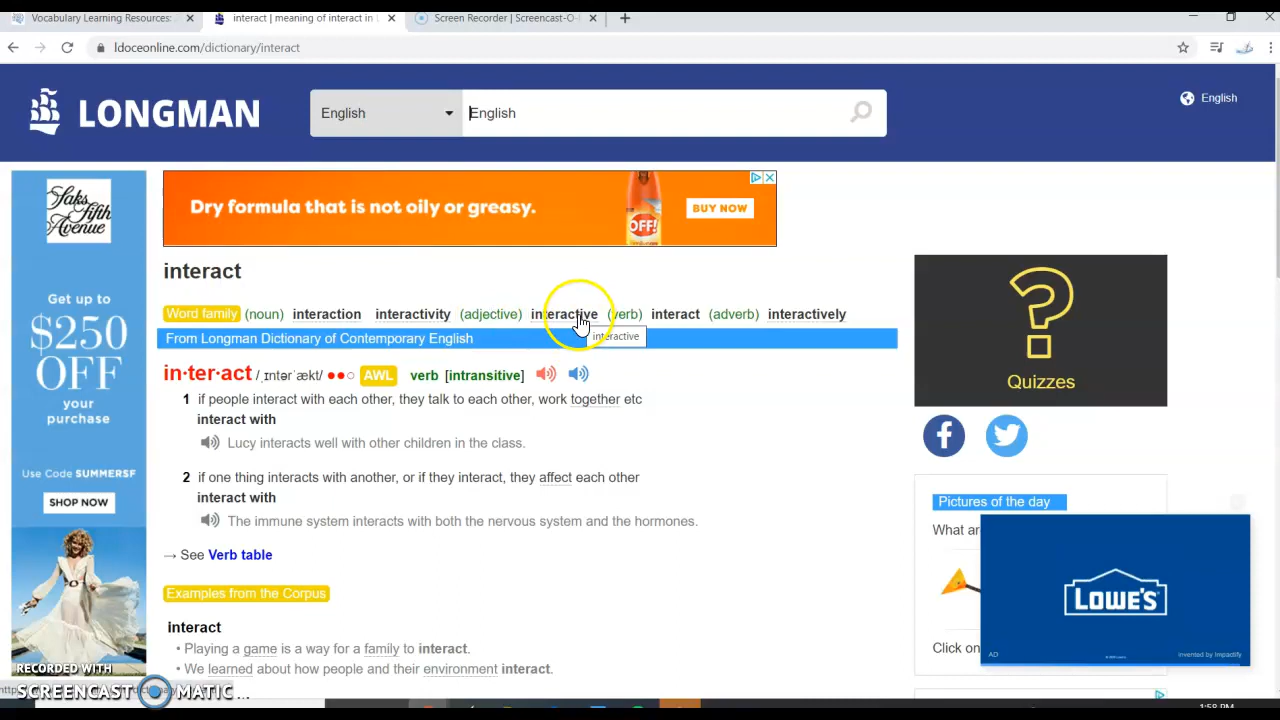 Vocabulary Learning Resources:
interact | meaning of interact in
Screen Recorder | Screencast-O-
ldoceonline.com/dictionary/interact
LONGMAN
English
English
English
Saks Fifth Avenue
Get up to
$250
OFF
your
purchase
Use Code SUMMERSF
SHOP NOW
Dry formula that is not oily or greasy.
OFF!
BUY NOW
interact
Word family (noun) interaction interactivity (adjective) interactive (verb) interact (adverb) interactively
interactive
From Longman Dictionary of Contemporary English
in·ter·act /ˌɪntərˈækt/ ●●○ AWL verb [intransitive]
1 if people interact with each other, they talk to each other, work together etc
interact with
Lucy interacts well with other children in the class.
2 if one thing interacts with another, or if they interact, they affect each other
interact with
The immune system interacts with both the nervous system and the hormones.
→ See Verb table
Examples from the Corpus
interact
• Playing a game is a way for a family to interact.
• We learned about how people and their environment interact.
Quizzes
Pictures of the day
What ar
Click on
LOWE'S
AD
Invented by Impactify
RECORDED WITH
SCREENCAST MATIC
1:58 PM